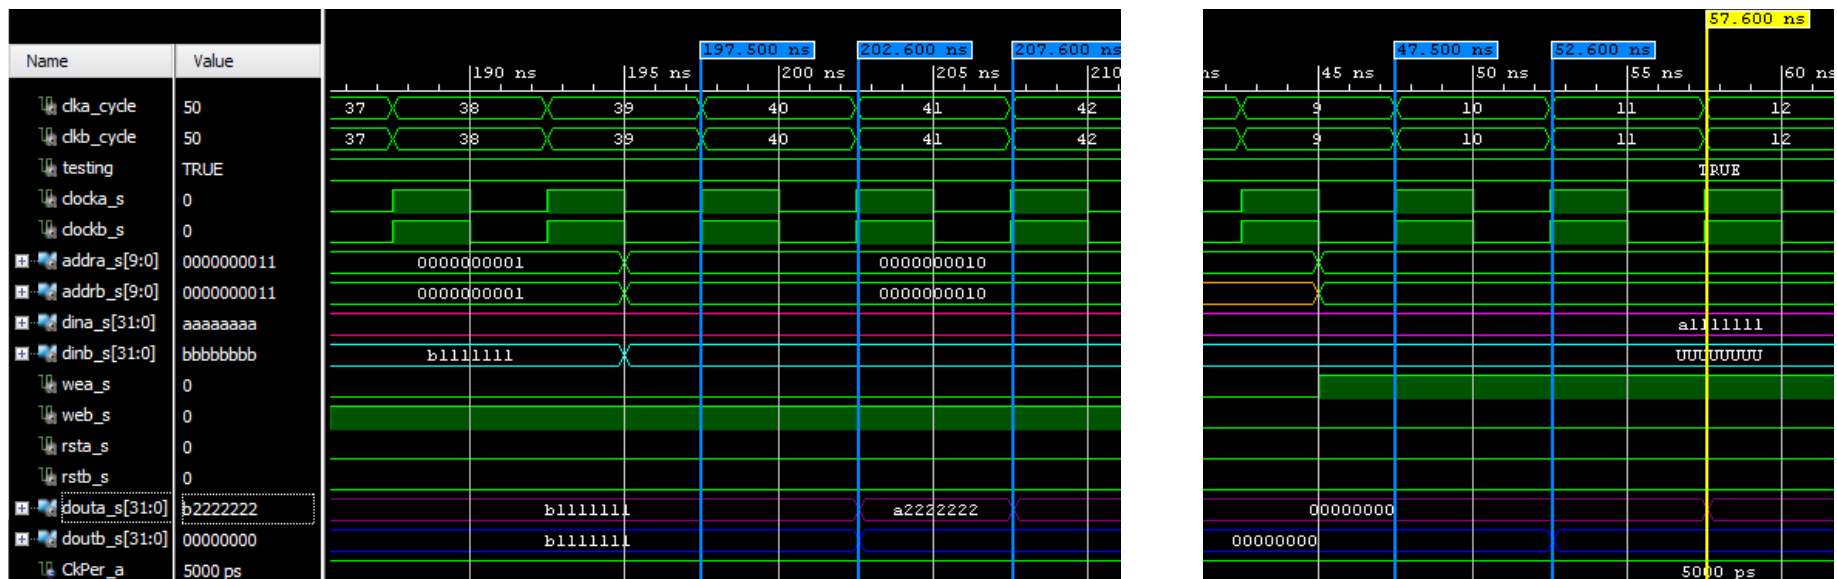 57.600 ns
197.500 ns 202.600 ns 207.600 ns 47.500 ns 52.600 ns
Name Value 190 ns 195 ns 200 ns 205 ns 210 ns 45 ns 50 ns 55 ns 60 ns
clka_cycle 50 37 38 39 40 41 42 9 10 11 12
clkb_cycle 50 37 38 39 40 41 42 9 10 11 12
testing TRUE TRUE
clocka_s 0
clockb_s 0
addra_s[9:0] 0000000011 0000000001 0000000010
addrb_s[9:0] 0000000011 0000000001 0000000010
dina_s[31:0] aaaaaaaa a1111111
dinb_s[31:0] bbbbbbbb b1111111 UUUUUUUU
wea_s 0
web_s 0
rsta_s 0
rstb_s 0
douta_s[31:0] b2222222 b1111111 a2222222 00000000
doutb_s[31:0] 00000000 b1111111 00000000
CkPer_a 5000 ps 5000 ps